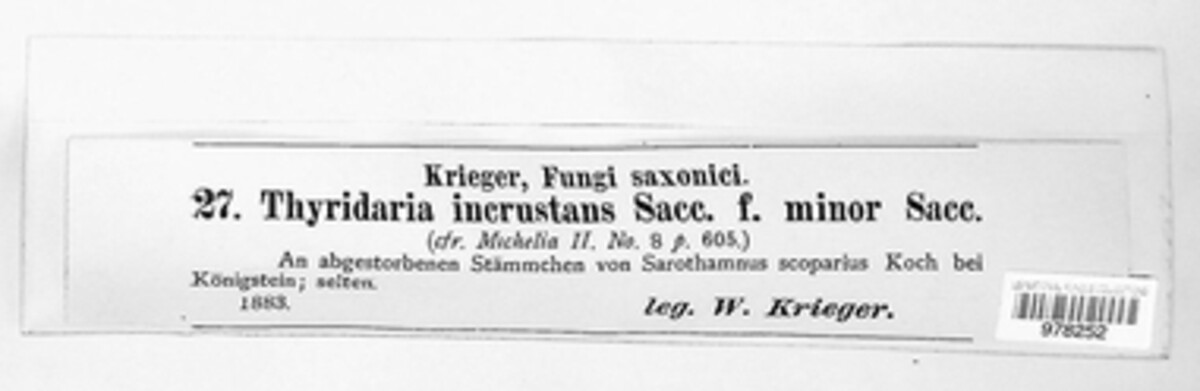 Krieger, Fungi saxonici.
27. Thyridaria incrustans Sacc. f. minor Sacc.
(cfr. Michelia II. No. 8 p. 605.)
An abgestorbenen Stämmchen von Sarothamnus scoparius Koch bei
Königstein; selten.
1883.
leg. W. Krieger.
978252